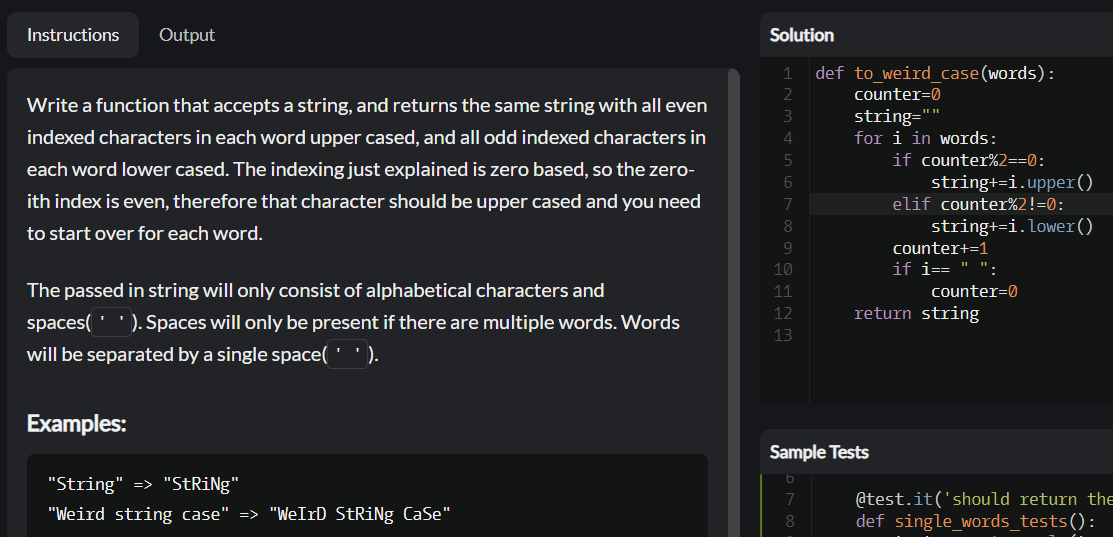 Instructions
Output
Write a function that accepts a string, and returns the same string with all even
indexed characters in each word upper cased, and all odd indexed characters in
each word lower cased. The indexing just explained is zero based, so the zero-
ith index is even, therefore that character should be upper cased and you need
to start over for each word.
The passed in string will only consist of alphabetical characters and
spaces(' '). Spaces will only be present if there are multiple words. Words
will be separated by a single space(' ').
Examples:
"String" => "StRiNg"
"Weird string case" => "WeIrD StRiNg CaSe"
Solution
1 def to_weird_case(words):
2     counter=0
3     string=""
4     for i in words:
5         if counter%2==0:
6             string+=i.upper()
7         elif counter%2!=0:
8             string+=i.lower()
9         counter+=1
10         if i== " ":
11             counter=0
12     return string
13
Sample Tests
6
7     @test.it('should return the
8     def single_words_tests():